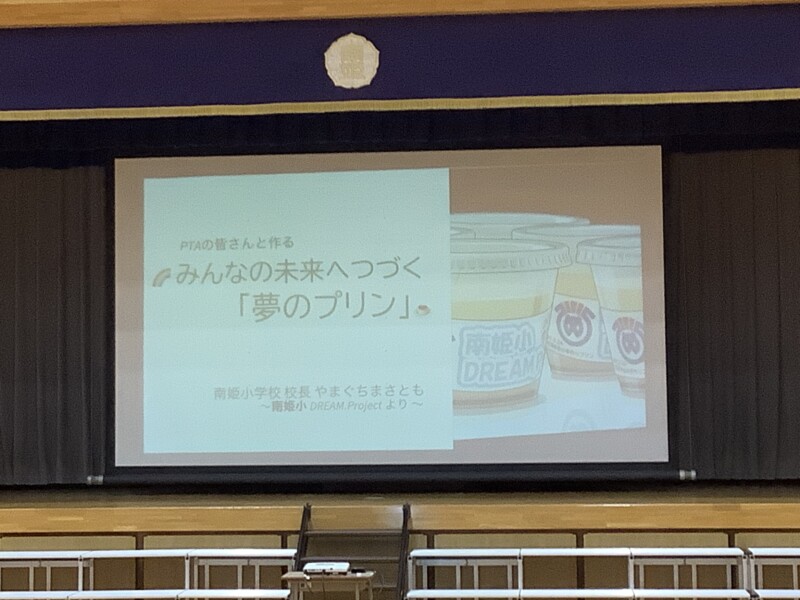 PTAの皆さんと作る
🌈みんなの未来へつづく
「夢のプリン」🍮
南姫小学校 校長 やまぐちまさとも
～南姫小 DREAM Project より～
南姫小
DREAM